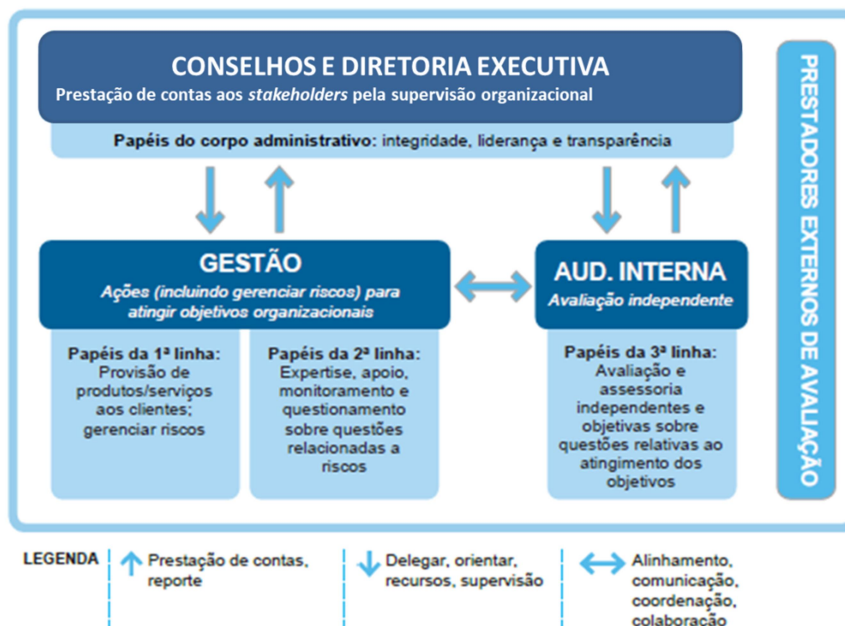 CONSELHOS E DIRETORIA EXECUTIVA
Prestação de contas aos stakeholders pela supervisão organizacional
Papéis do corpo administrativo: integridade, liderança e transparência
GESTÃO
Ações (incluindo gerenciar riscos) para
atingir objetivos organizacionais
Papéis da 1ª linha:
Provisão de
produtos/serviços
aos clientes;
gerenciar riscos
Papéis da 2ª linha:
Expertise, apoio,
monitoramento e
questionamento
sobre questões
relacionadas a
riscos
AUD. INTERNA
Avaliação independente
Papéis da 3ª linha:
Avaliação e
assessoria
independentes e
objetivas sobre
questões relativas ao
atingimento dos
objetivos
PRESTADORES EXTERNOS DE AVALIAÇÃO
LEGENDA
Prestação de contas,
reporte
Delegar, orientar,
recursos, supervisão
Alinhamento,
comunicação,
coordenação,
colaboração